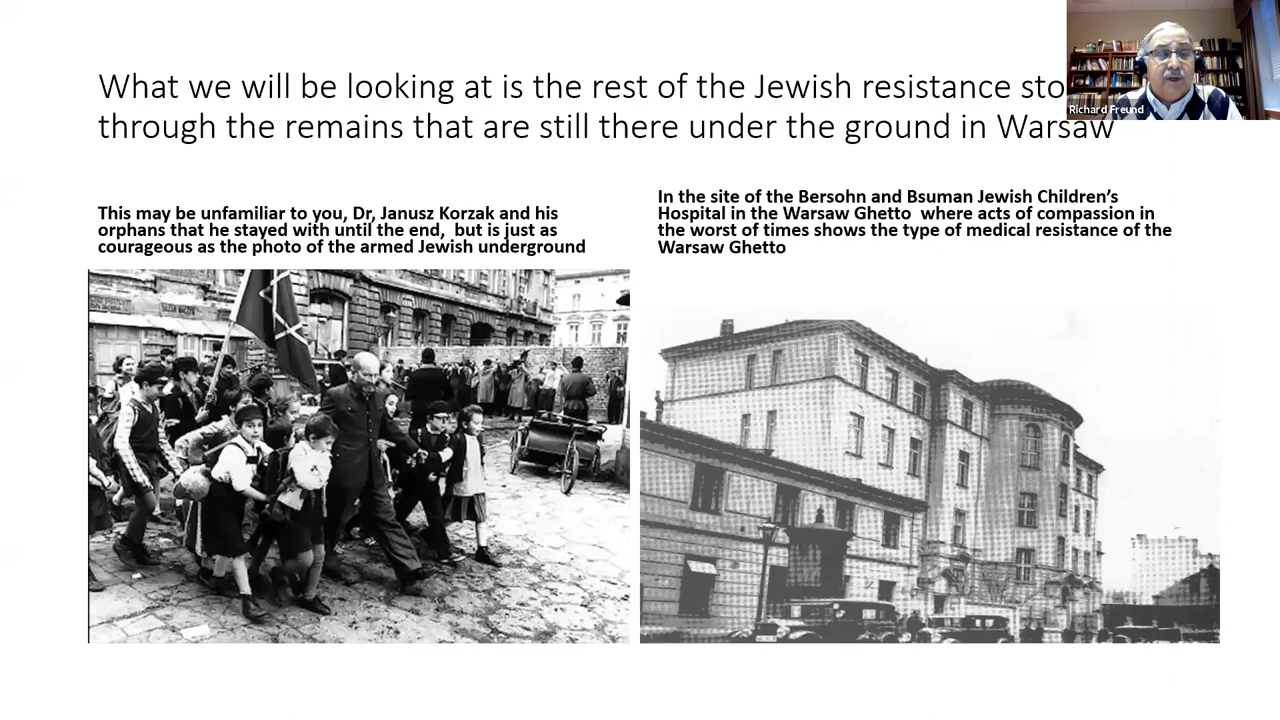 What we will be looking at is the rest of the Jewish resistance sto
through the remains that are still there under the ground in Warsaw
Richard Freund
This may be unfamiliar to you, Dr, Janusz Korzak and his
orphans that he stayed with until the end, but is just as
courageous as the photo of the armed Jewish underground
In the site of the Bersohn and Bsuman Jewish Children's
Hospital in the Warsaw Ghetto where acts of compassion in
the worst of times shows the type of medical resistance of the
Warsaw Ghetto